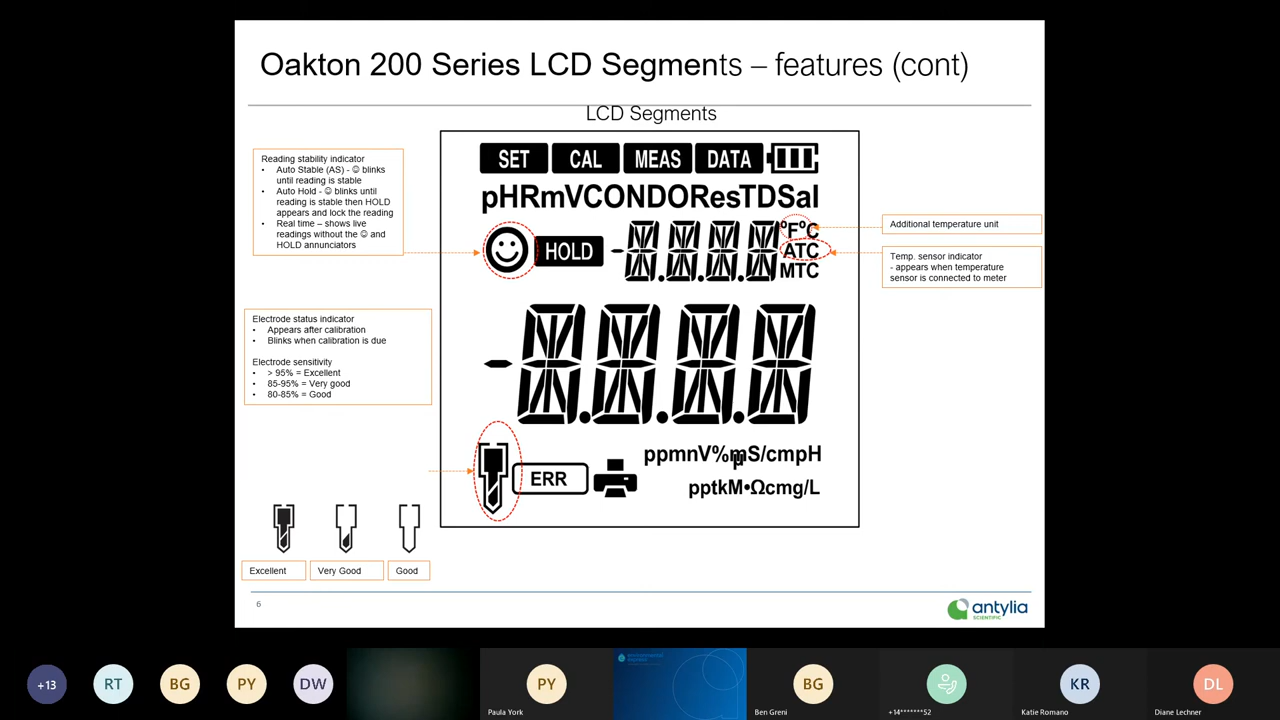 Oakton 200 Series LCD Segments – features (cont)
LCD Segments
Reading stability indicator
• Auto Stable (AS) - ☺ blinks
until reading is stable
• Auto Hold - ☺ blinks until
reading is stable then HOLD
appears and lock the reading
• Real time – shows live
readings without the ☺ and
HOLD annunciators
Electrode status indicator
• Appears after calibration
• Blinks when calibration is due
Electrode sensitivity
• > 95% = Excellent
• 85-95% = Very good
• 80-85% = Good
SET CAL MEAS DATA
pHRmVCONDOResTDSal
HOLD
°F°C
ATC
MTC
ERR
ppmnV%mµS/cmpH
pptkM•Ωcmg/L
Additional temperature unit
Temp. sensor indicator
- appears when temperature
sensor is connected to meter
Excellent
Very Good
Good
6
antylia
SCIENTIFIC
+13
RT
BG
PY
DW
PY
Paula York
BG
Ben Greni
+14*******52
KR
Katie Romano
DL
Diane Lechner